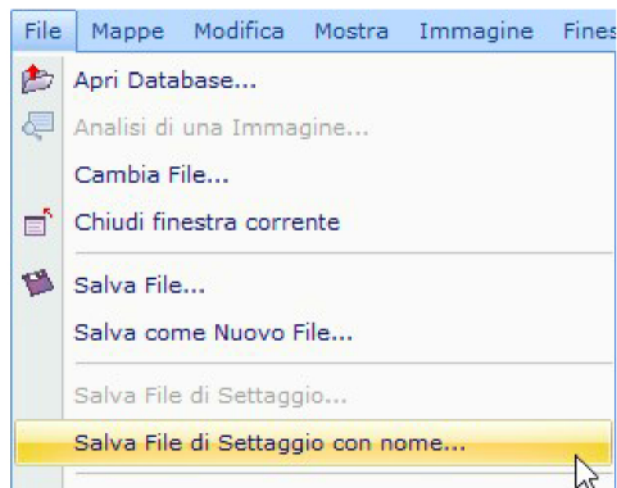 File Mappe Modifica Mostra Immagine Fines
Apri Database...
Analisi di una Immagine...
Cambia File...
Chiudi finestra corrente
Salva File...
Salva come Nuovo File...
Salva File di Settaggio...
Salva File di Settaggio con nome...